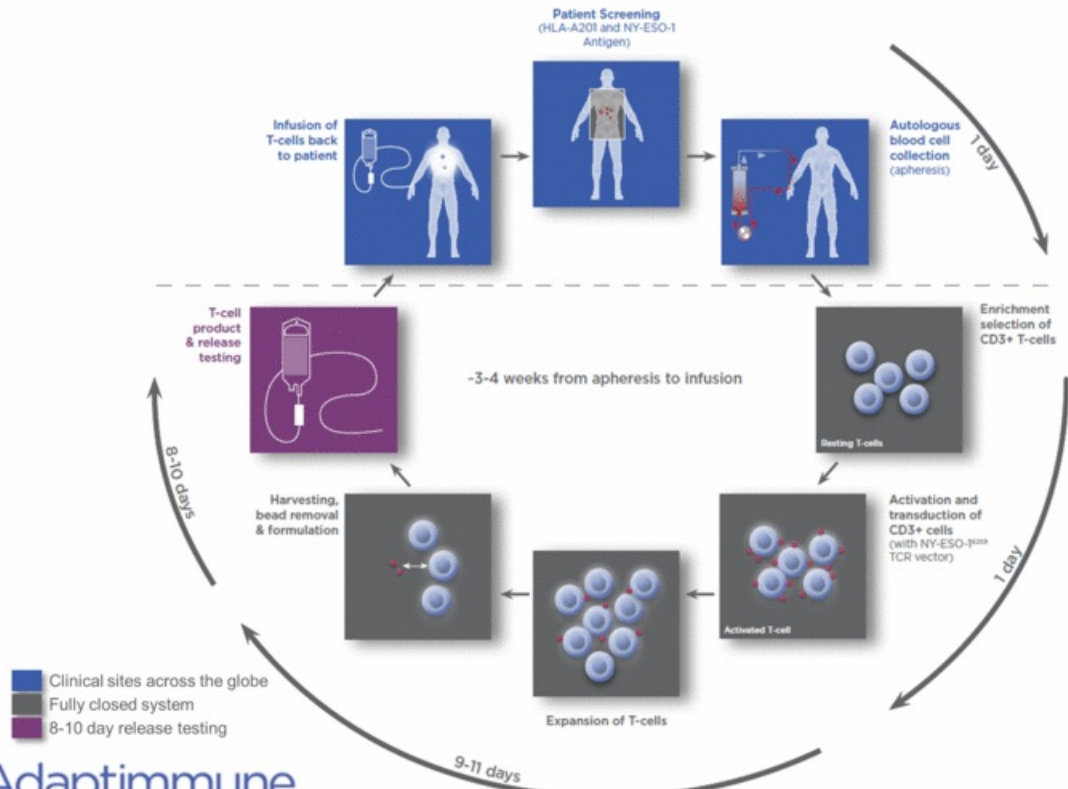 Patient Screening
(HLA-A201 and NY-ESO-1
Antigen)
Infusion of
T-cells back
to patient
Autologous
blood cell
collection
(apheresis)
1 day
T-cell
product
& release
testing
~3-4 weeks from apheresis to infusion
Enrichment
selection of
CD3+ T-cells
Resting T-cells
8-10 days
Harvesting,
bead removal
& formulation
Activation and
transduction of
CD3+ cells
(with NY-ESO-1
TCR vector)
Activated T-cell
1 day
Expansion of T-cells
Clinical sites across the globe
Fully closed system
8-10 day release testing
9-11 days
Adaptimmune